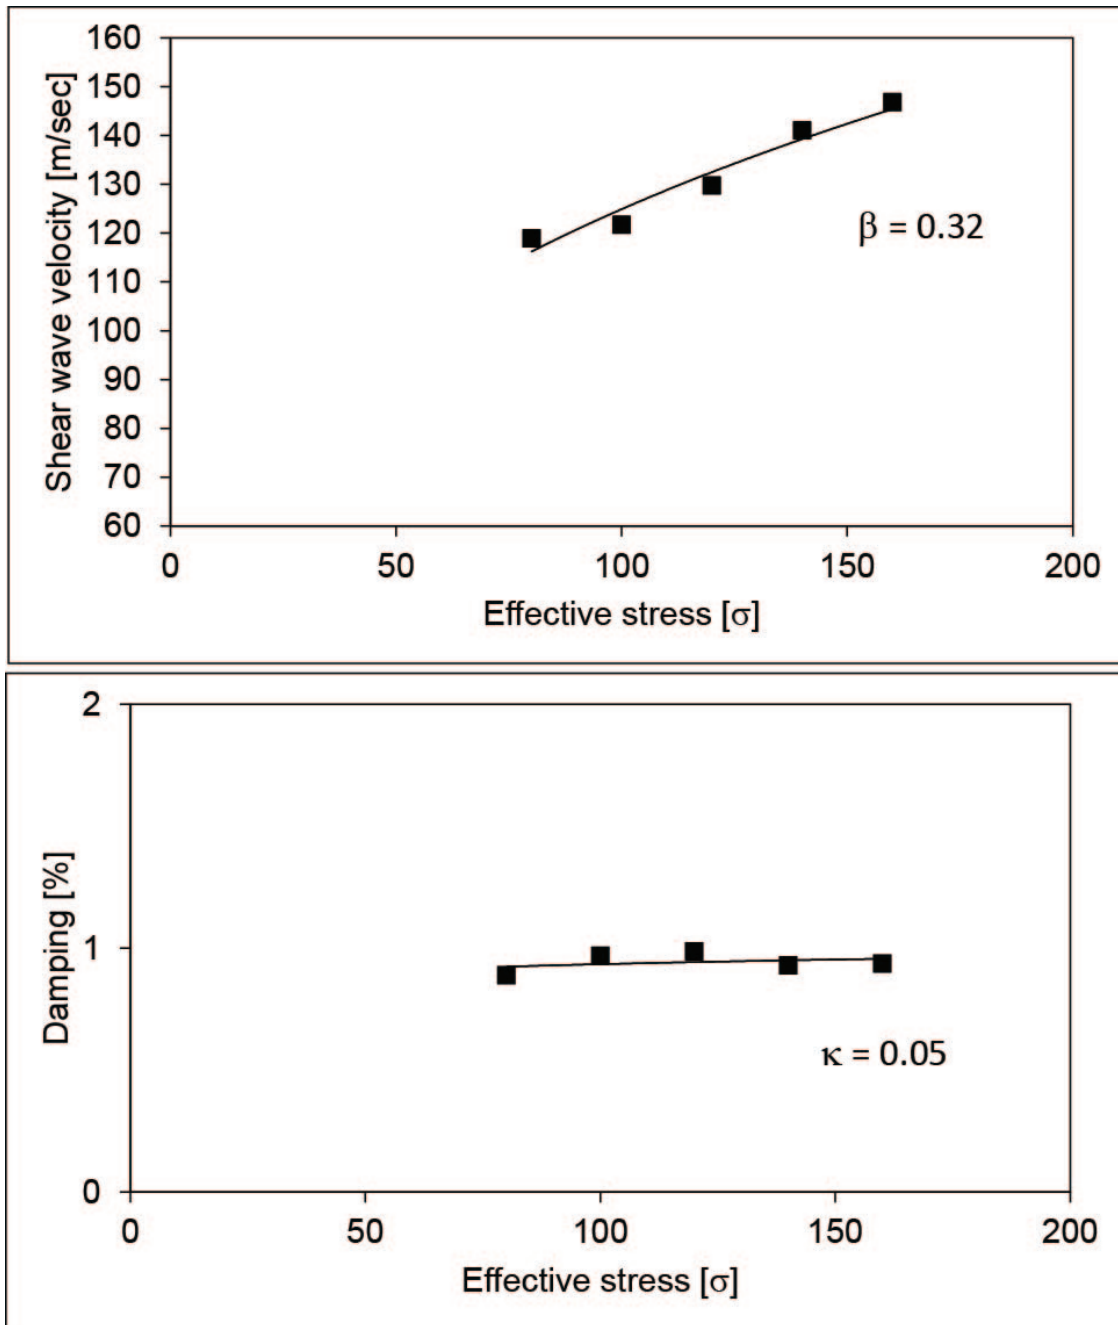 160
150
140
130
120
110
100
90
80
70
60
Shear wave velocity [m/sec]
β = 0.32
0 50 100 150 200
Effective stress [σ]
2
1
0
Damping [%]
κ = 0.05
0 50 100 150 200
Effective stress [σ]